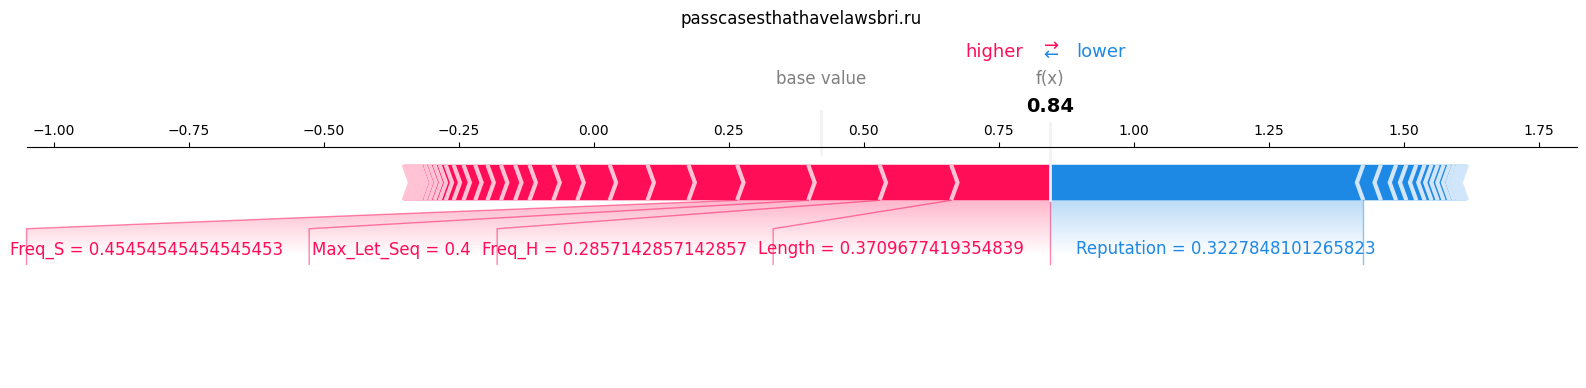 passcasesthathavelawsbri.ru
higher ⇄ lower
base value f(x)
0.84
−1.00 −0.75 −0.50 −0.25 0.00 0.25 0.50 0.75 1.00 1.25 1.50 1.75
Freq_S = 0.45454545454545453 Max_Let_Seq = 0.4 Freq_H = 0.2857142857142857 Length = 0.3709677419354839 Reputation = 0.3227848101265823